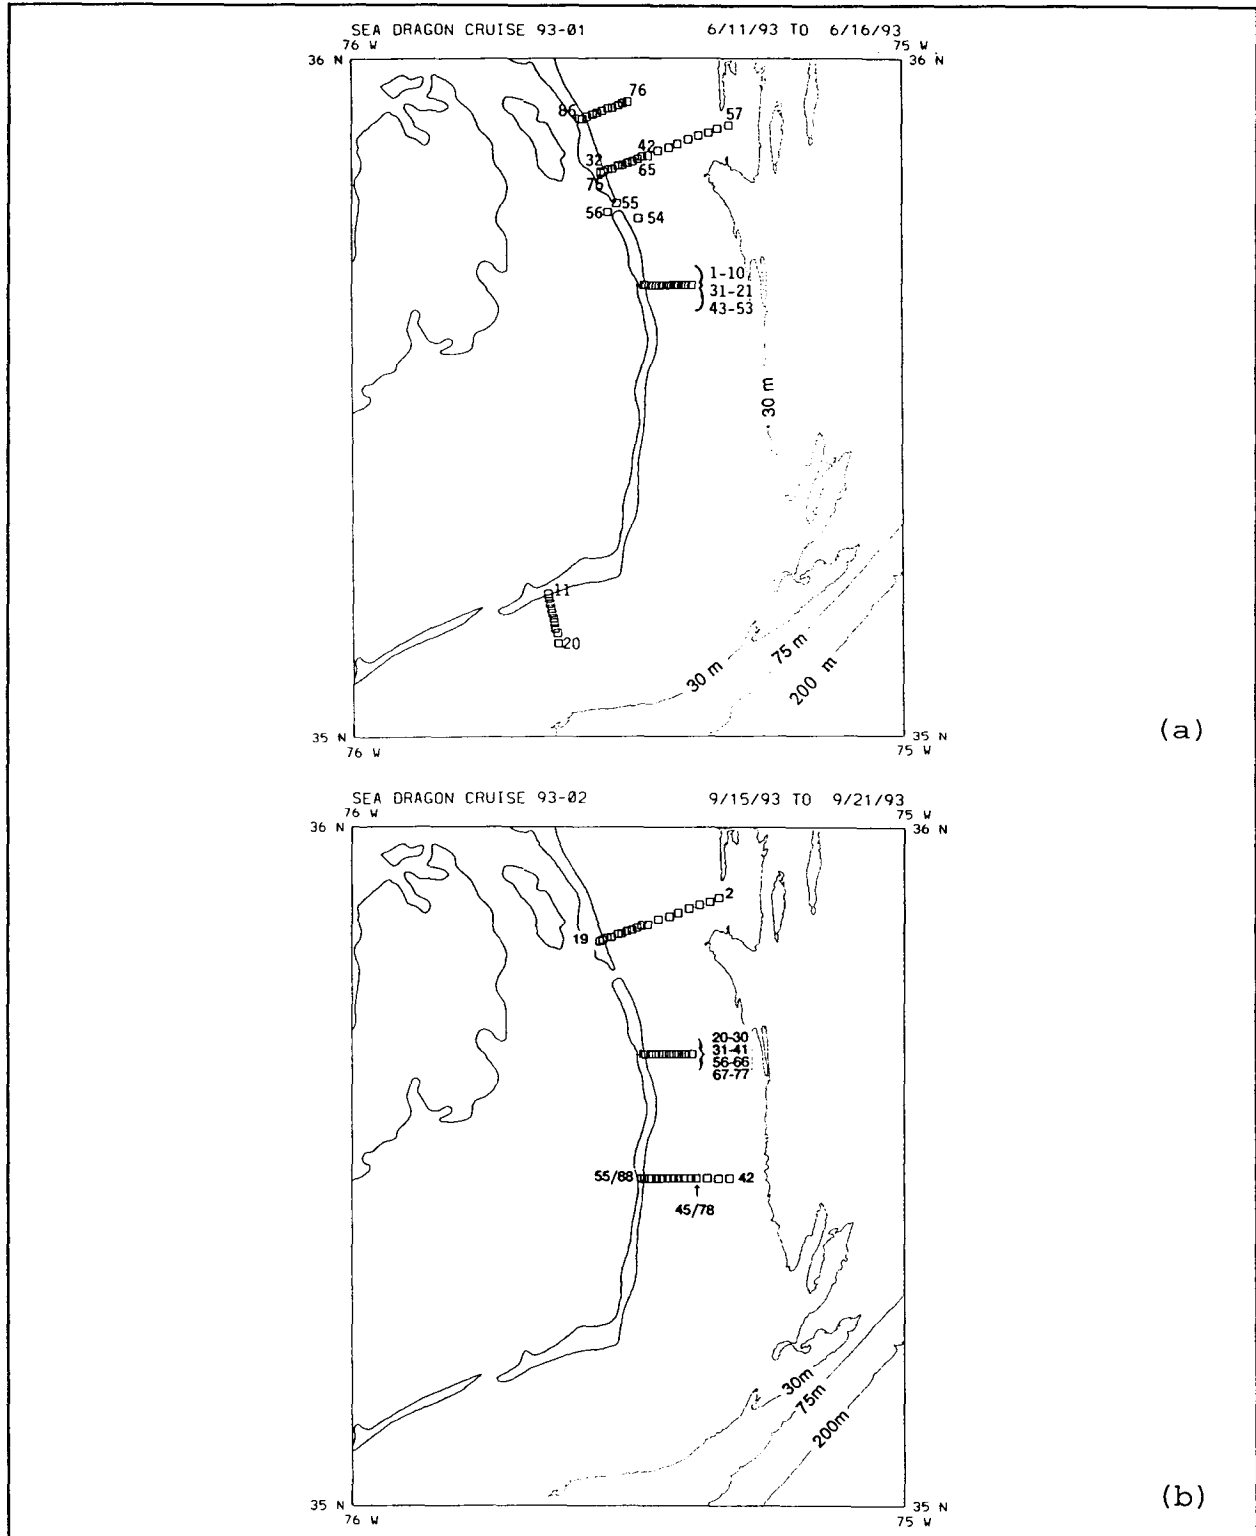 SEA DRAGON CRUISE 93-01 6/11/93 TO 6/16/93
76 W 75 W
36 N 36 N
76
86
57
42
32
65
76
55
56
54
1-10
31-21
43-53
30 m
11
20
30 m
75 m
200 m
35 N 35 N
76 W 75 W
(a)
SEA DRAGON CRUISE 93-02 9/15/93 TO 9/21/93
76 W 75 W
36 N 36 N
2
19
20-30
31-41
56-66
67-77
55/88 42
45/78
30m
75m
200m
35 N 35 N
76 W 75 W
(b)